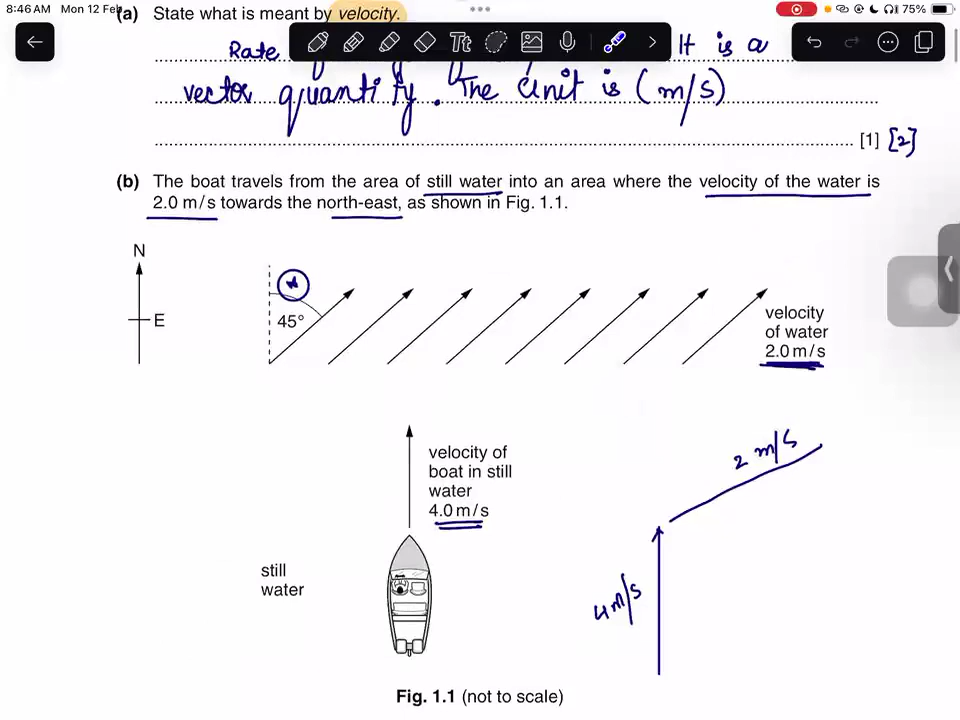 8:46 AM Mon 12 Feb
75%
(a) State what is meant by velocity.
Rate
It is a
vector quantity. The Unit is (m/s)
[1] [2]
(b) The boat travels from the area of still water into an area where the velocity of the water is
2.0 m/s towards the north-east, as shown in Fig. 1.1.
N
E
45°
velocity
of water
2.0 m/s
velocity of
boat in still
water
4.0 m/s
2 m/s
still
water
4m/s
Fig. 1.1 (not to scale)
Tt